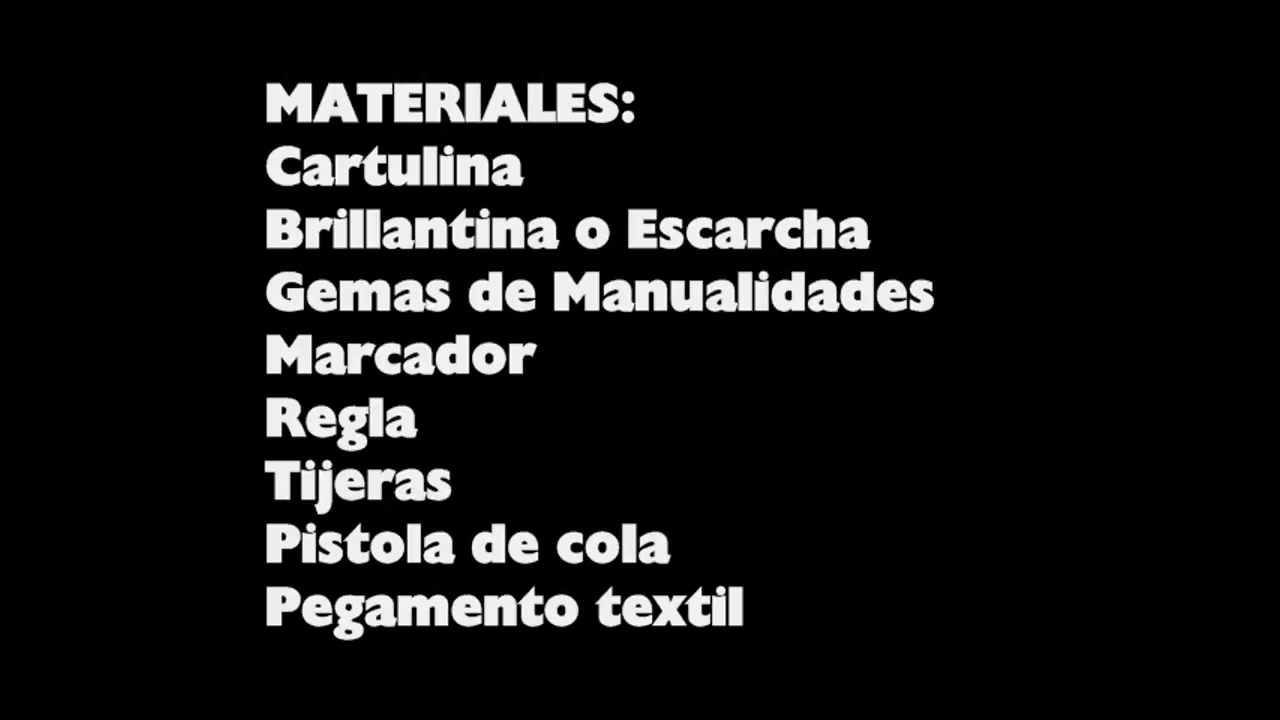 MATERIALES:
Cartulina
Brillantina o Escarcha
Gemas de Manualidades
Marcador
Regla
Tijeras
Pistola de cola
Pegamento textil